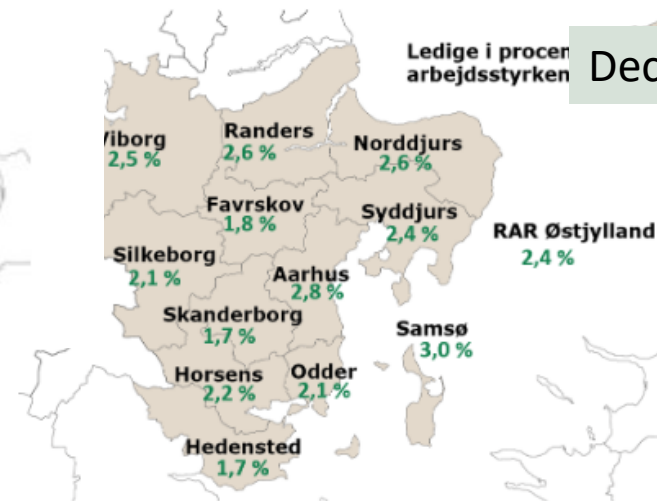 Ledige i procen
arbejdsstyrken
Dec
Viborg
2,5 %
Randers
2,6 %
Norddjurs
2,6 %
Favrskov
1,8 %
Syddjurs
2,4 %
RAR Østjylland
2,4 %
Silkeborg
2,1 %
Aarhus
2,8 %
Skanderborg
1,7 %
Samsø
3,0 %
Horsens
2,2 %
Odder
2,1 %
Hedensted
1,7 %